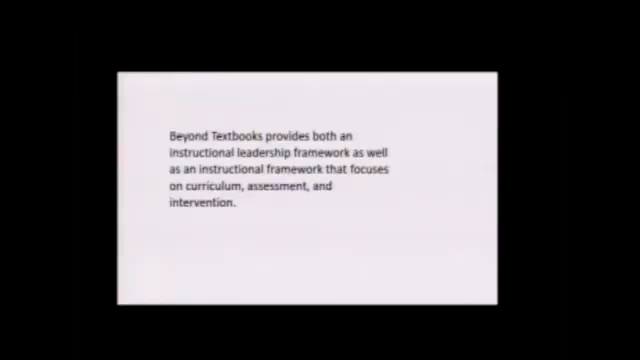 Beyond Textbooks provides both an
instructional leadership framework as well
as an instructional framework that focuses
on curriculum, assessment, and
intervention.